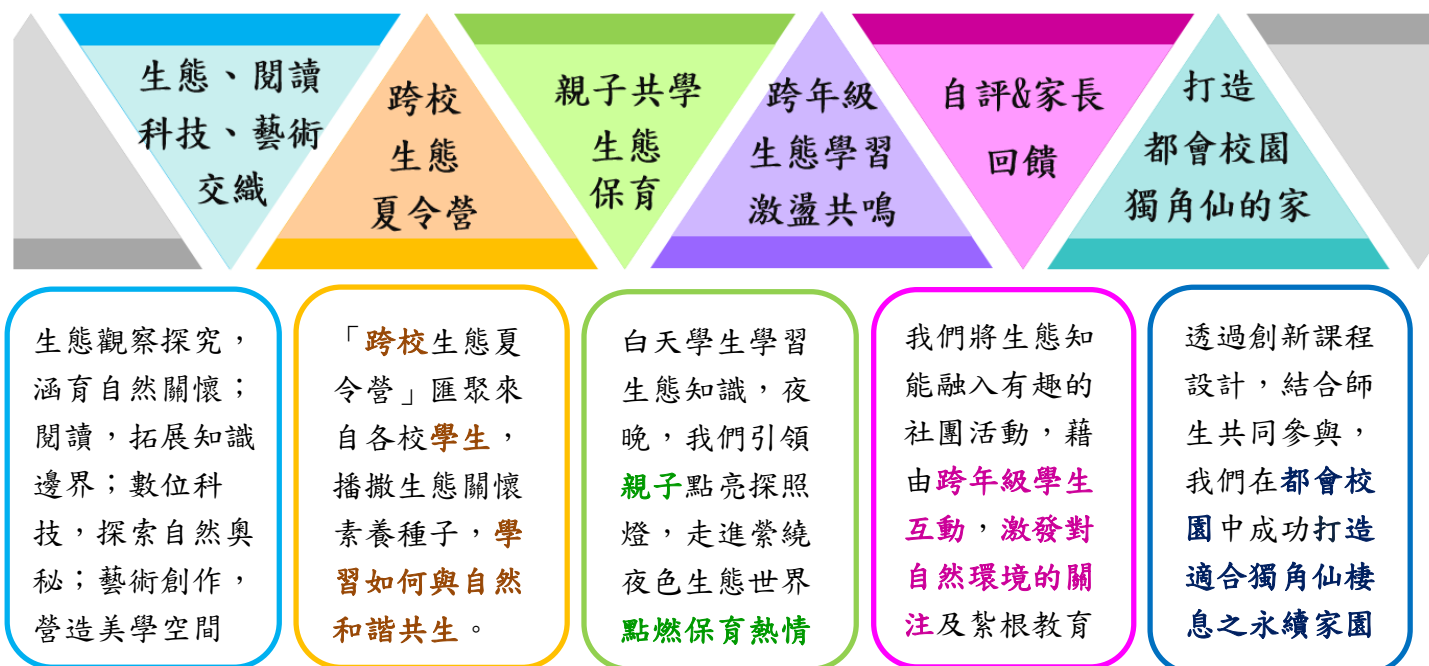 生態、閱讀
科技、藝術
交織
跨校
生態
夏令營
親子共學
生態
保育
跨年級
生態學習
激盪共鳴
自評&家長
回饋
打造
都會校園
獨角仙的家
生態觀察探究，
涵育自然關懷；
閱讀，拓展知識
邊界；數位科
技，探索自然奧
秘；藝術創作，
營造美學空間
「跨校生態夏
令營」匯聚來
自各校學生，
播撒生態關懷
素養種子，學
習如何與自然
和諧共生。
白天學生學習
生態知識，夜
晚，我們引領
親子點亮探照
燈，走進縈繞
夜色生態世界
點燃保育熱情
我們將生態知
能融入有趣的
社團活動，藉
由跨年級學生
互動，激發對
自然環境的關
注及紮根教育
透過創新課程
設計，結合師
生共同參與，
我們在都會校
園中成功打造
適合獨角仙棲
息之永續家園